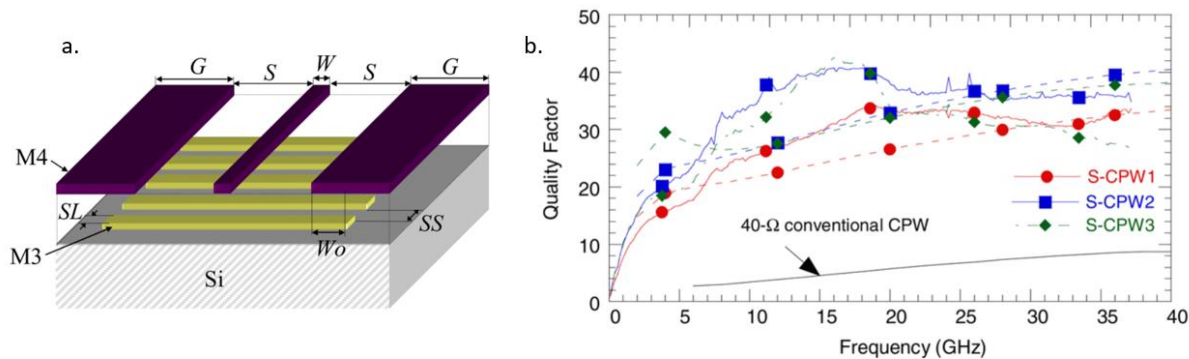 a.
G
S
W
S
G
M4
SL
SS
M3
Wo
Si
b.
50
40
30
20
10
0
Quality Factor
S-CPW1
S-CPW2
S-CPW3
40-Ω conventional CPW
0 5 10 15 20 25 30 35 40
Frequency (GHz)